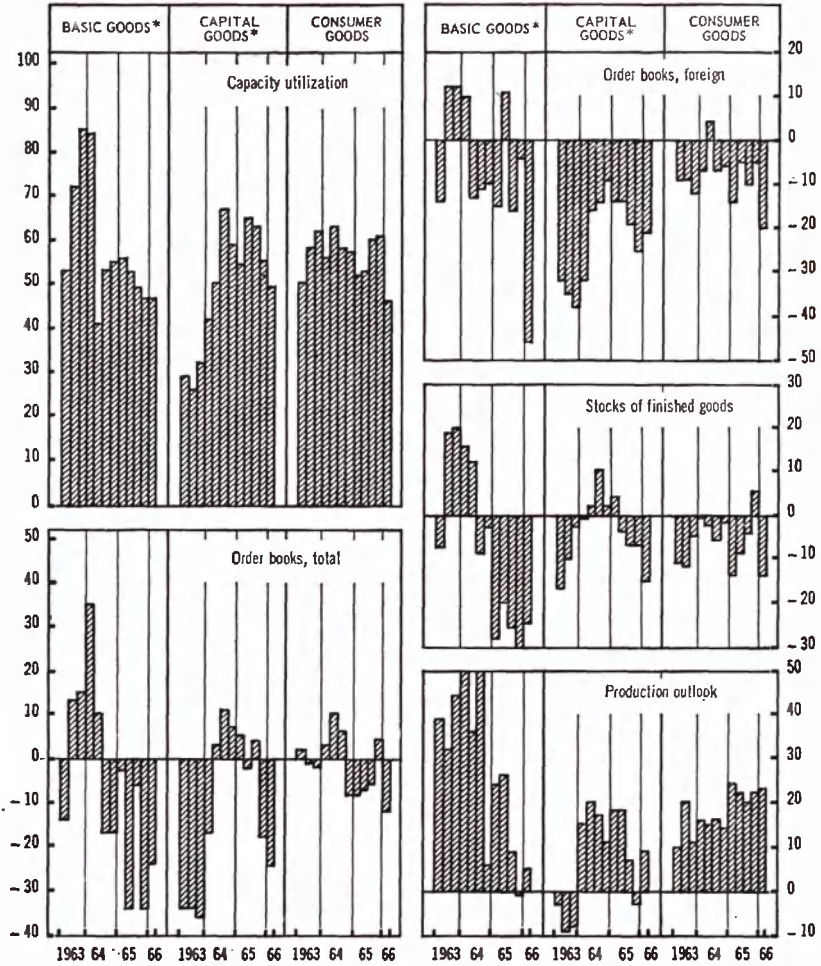 BASIC GOODS*
CAPITAL
GOODS*
CONSUMER
GOODS
Capacity utilization
100
90
80
70
60
50
40
30
20
10
0
Order books, total
50
40
30
20
10
0
- 10
- 20
- 30
- 40
1963 64 65 66 1963 64 65 66 1963 64 65 66
BASIC GOODS*
CAPITAL
GOODS*
CONSUMER
GOODS
Order books, foreign
20
10
0
- 10
- 20
- 30
- 40
- 50
Stocks of finished goods
30
20
10
0
- 10
- 20
- 30
Production outlook
50
40
30
20
10
0
- 10
1963 64 65 66 1963 64 65 66 1963 64 65 66